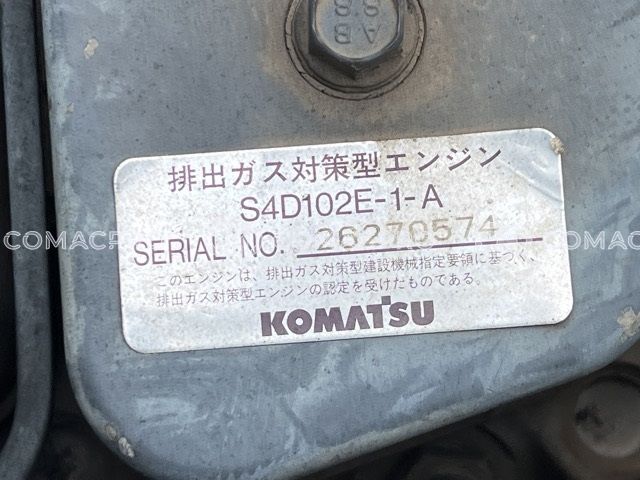 排出ガス対策型エンジン
S4D102E-1-A
SERIAL NO. 26270574
このエンジンは、排出ガス対策型建設機械指定要領に基づく、
排出ガス対策型エンジンの認定を受けたものである。
KOMATSU